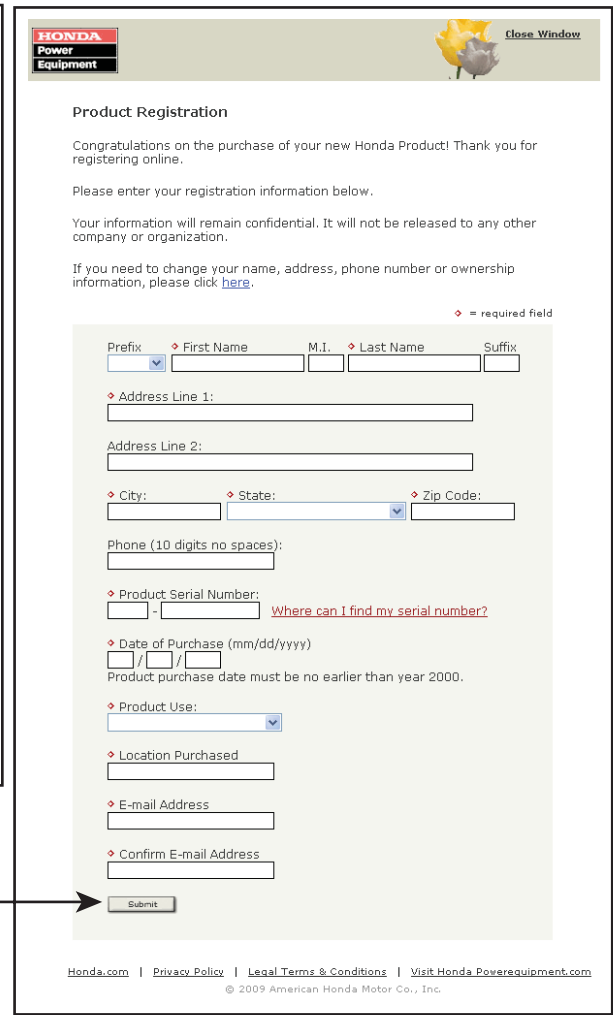 HONDA
Power
Equipment
Close Window
Product Registration
Congratulations on the purchase of your new Honda Product! Thank you for
registering online.
Please enter your registration information below.
Your information will remain confidential. It will not be released to any other
company or organization.
If you need to change your name, address, phone number or ownership
information, please click here.
= required field
Prefix First Name M.I. Last Name Suffix
Address Line 1:
Address Line 2:
City: State: Zip Code:
Phone (10 digits no spaces):
Product Serial Number:
- Where can I find my serial number?
Date of Purchase (mm/dd/yyyy)
/ /
Product purchase date must be no earlier than year 2000.
Product Use:
Location Purchased
E-mail Address
Confirm E-mail Address
Submit
Honda.com | Privacy Policy | Legal Terms & Conditions | Visit Honda Powerequipment.com
© 2009 American Honda Motor Co., Inc.